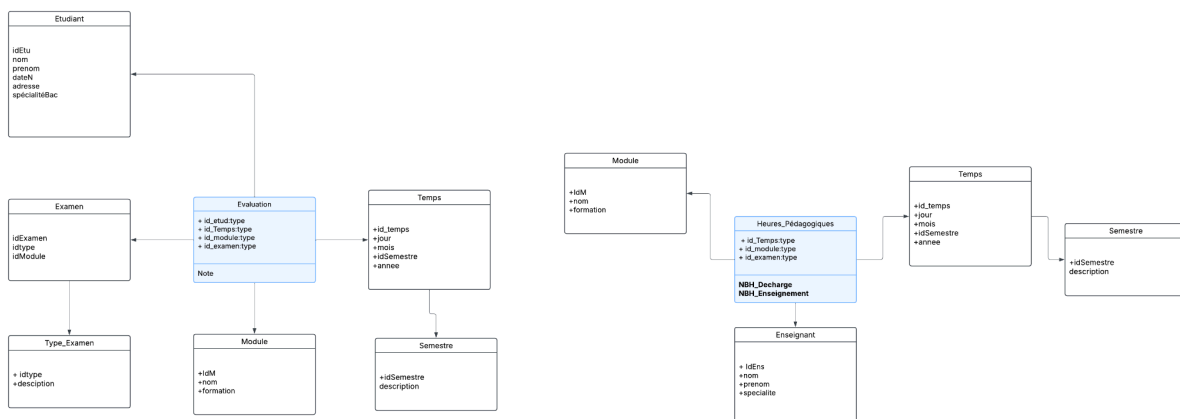 Etudiant
idEtu
nom
prenom
dateN
adresse
spécialitéBac
Examen
idExamen
idtype
idModule
Evaluation
+ id_etud:type
+ id_Temps:type
+ id_module:type
+ id_examen:type
Note
Temps
+id_temps
+jour
+mois
+idSemestre
+annee
Type_Examen
+ idtype
+desciption
Module
+IdM
+nom
+formation
Semestre
+idSemestre
description
Module
+IdM
+nom
+formation
Heures_Pédagogiques
+ id_Temps:type
+ id_module:type
+ id_examen:type
NBH_Decharge
NBH_Enseignement
Temps
+id_temps
+jour
+mois
+idSemestre
+annee
Semestre
+idSemestre
description
Enseignant
+ IdEns
+nom
+prenom
+specialite